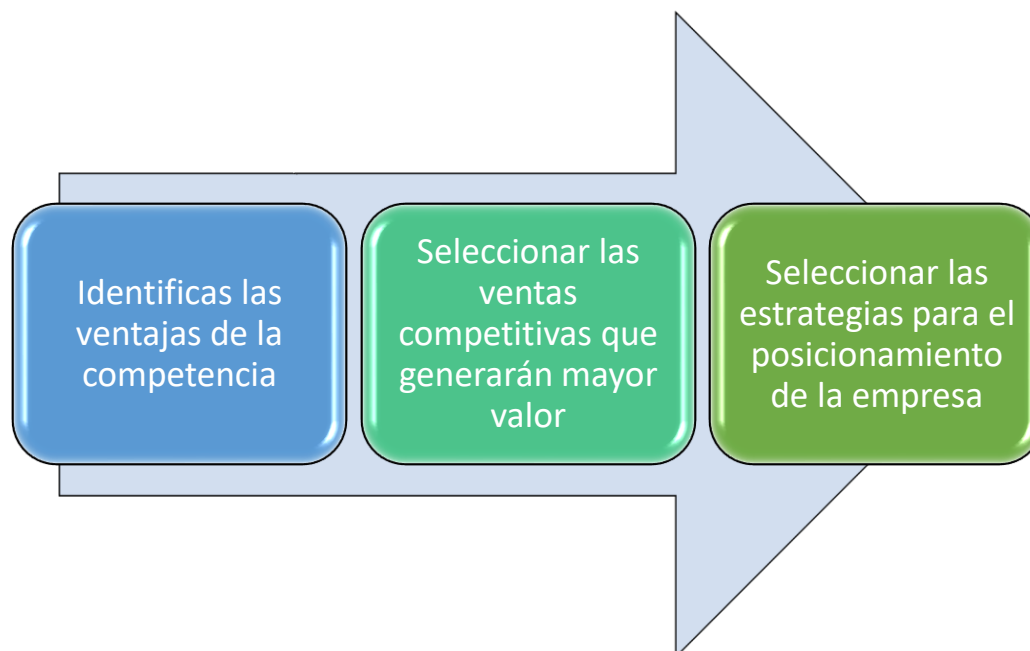 Identificas las
ventajas de la
competencia
Seleccionar las
ventas
competitivas que
generarán mayor
valor
Seleccionar las
estrategias para el
posicionamiento
de la empresa